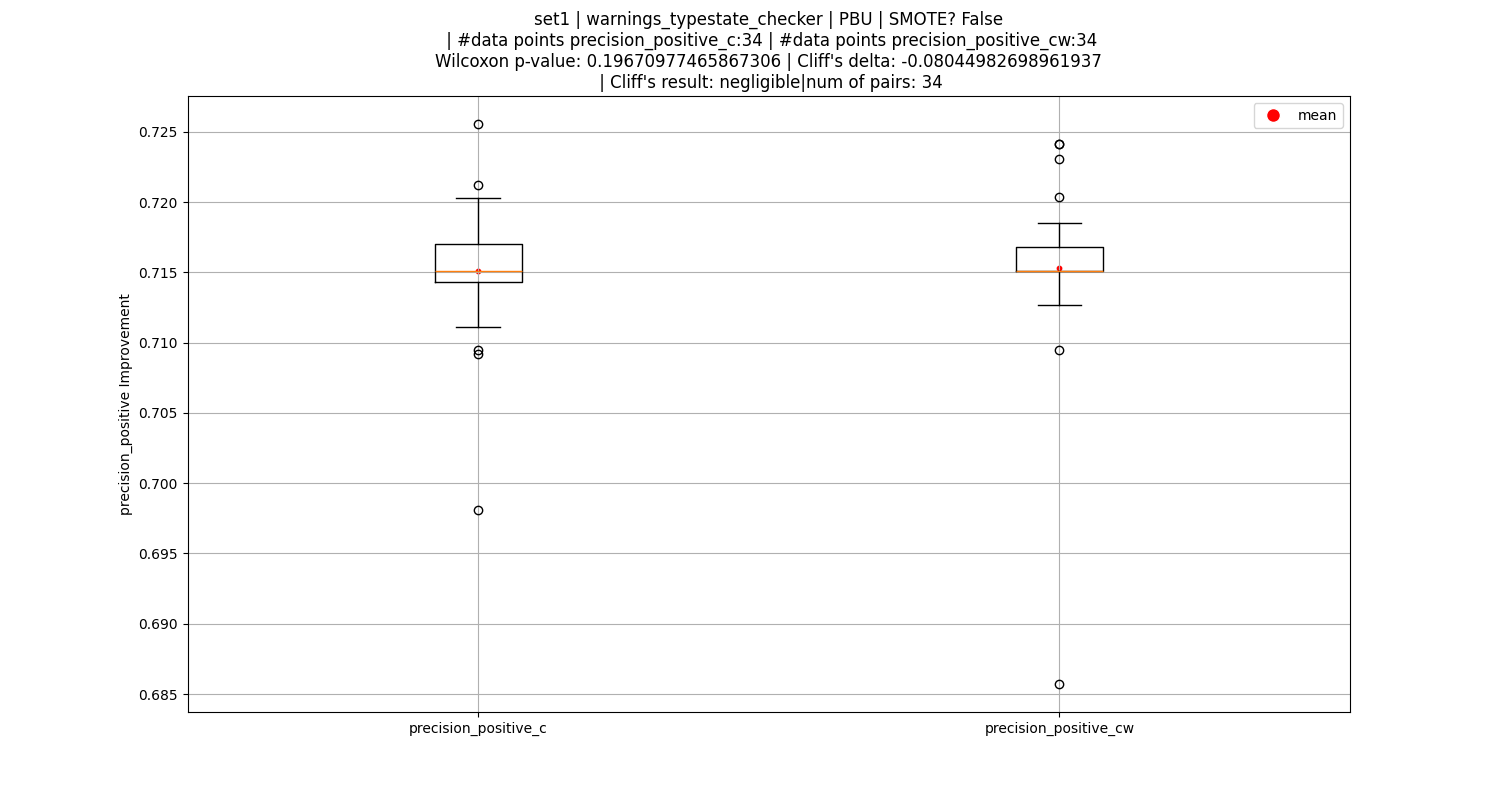 set1 | warnings_typestate_checker | PBU | SMOTE? False
| #data points precision_positive_c:34 | #data points precision_positive_cw:34
Wilcoxon p-value: 0.19670977465867306 | Cliff's delta: -0.08044982698961937
| Cliff's result: negligible|num of pairs: 34
mean
0.725
0.720
0.715
0.710
0.705
0.700
0.695
0.690
0.685
precision_positive Improvement
precision_positive_c
precision_positive_cw